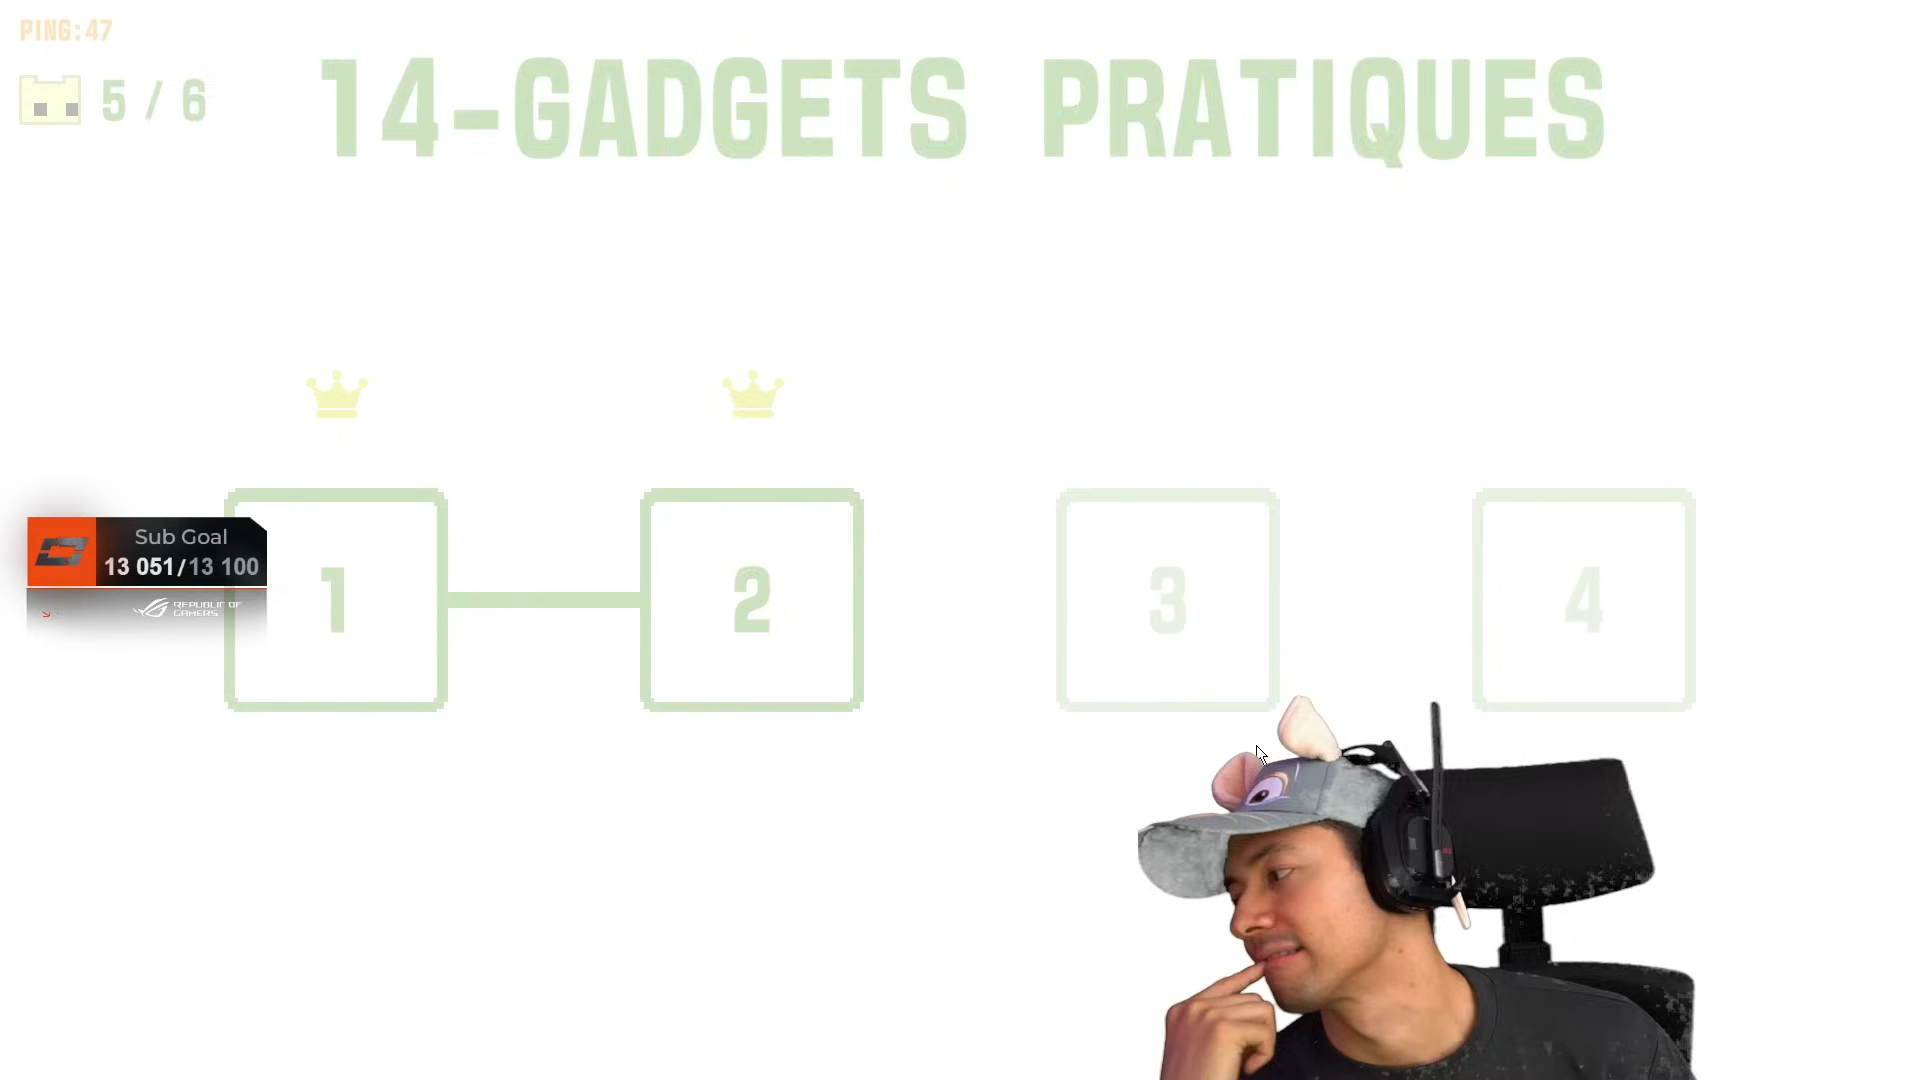 PING:47
5 / 6
14-GADGETS PRATIQUES
Sub Goal
13 051/13 100
REPUBLIC OF
GAMERS
1
2
3
4